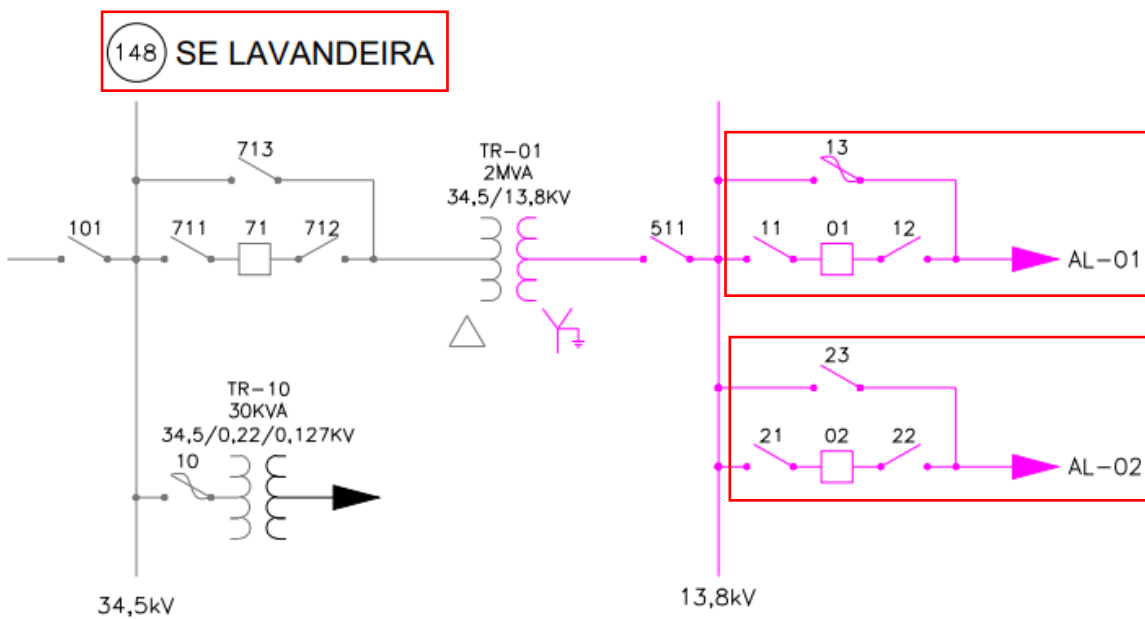 148 SE LAVANDEIRA
713
TR-01
2MVA
34,5/13,8KV
13
101
711
71
712
511
11
01
12
AL-01
TR-10
30KVA
34,5/0,22/0,127KV
10
23
21
02
22
AL-02
34,5kV
13,8kV